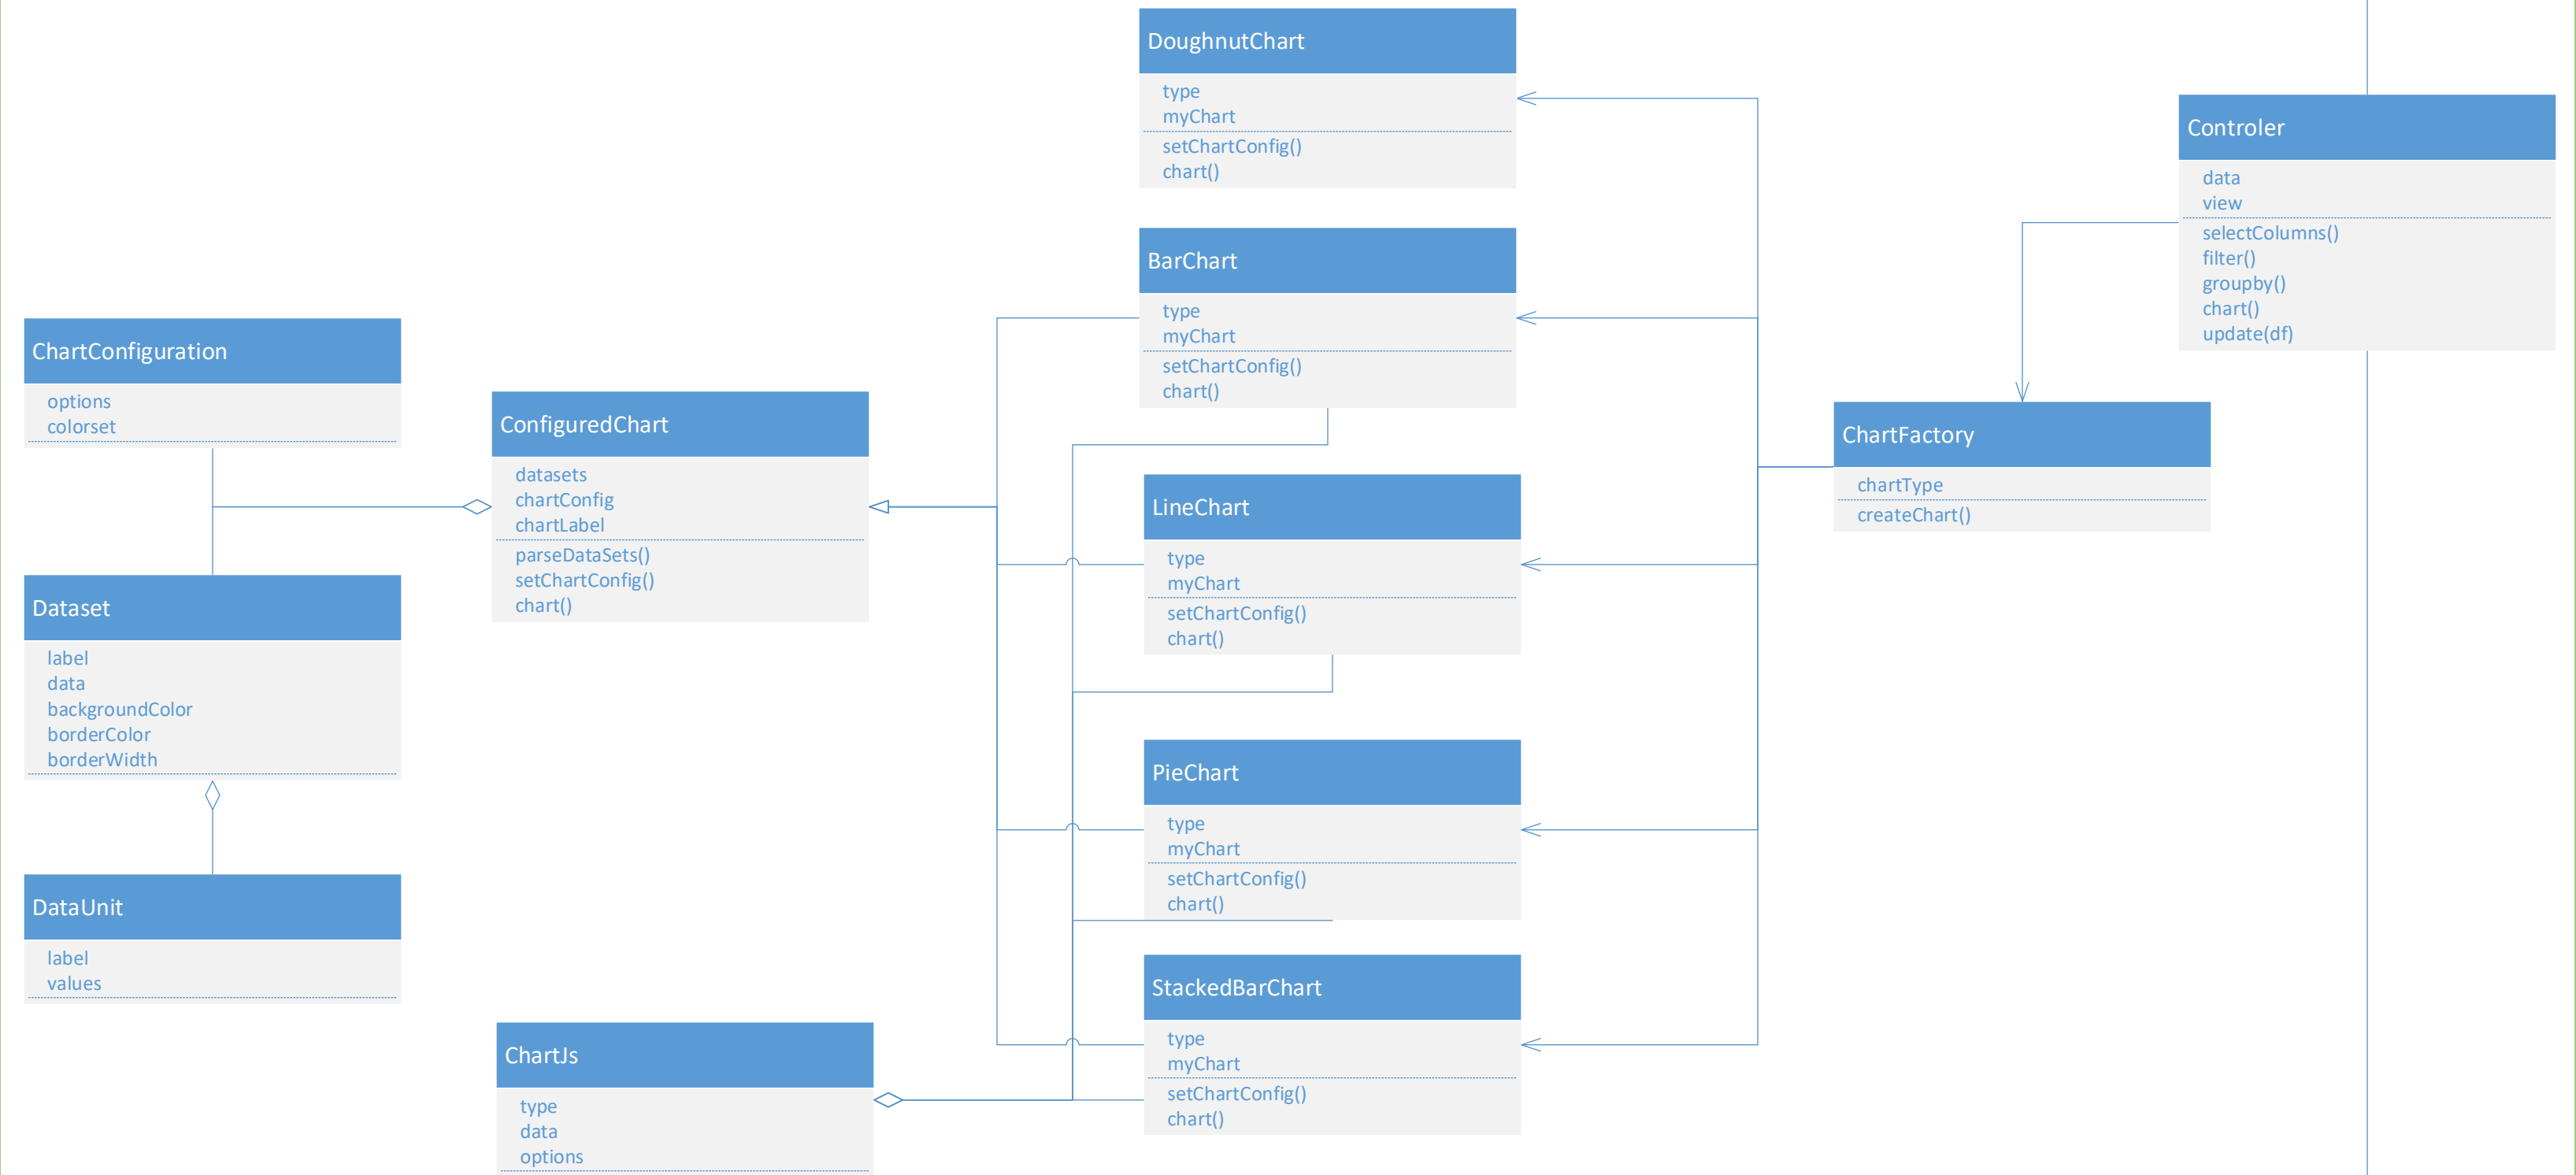 DoughnutChart
type
myChart
setChartConfig()
chart()
Controler
data
view
selectColumns()
filter()
groupby()
chart()
update(df)
BarChart
type
myChart
setChartConfig()
chart()
ChartConfiguration
options
colorset
ConfiguredChart
datasets
chartConfig
chartLabel
parseDataSets()
setChartConfig()
chart()
ChartFactory
chartType
createChart()
LineChart
type
myChart
setChartConfig()
chart()
Dataset
label
data
backgroundColor
borderColor
borderWidth
PieChart
type
myChart
setChartConfig()
chart()
DataUnit
label
values
StackedBarChart
type
myChart
setChartConfig()
chart()
ChartJs
type
data
options